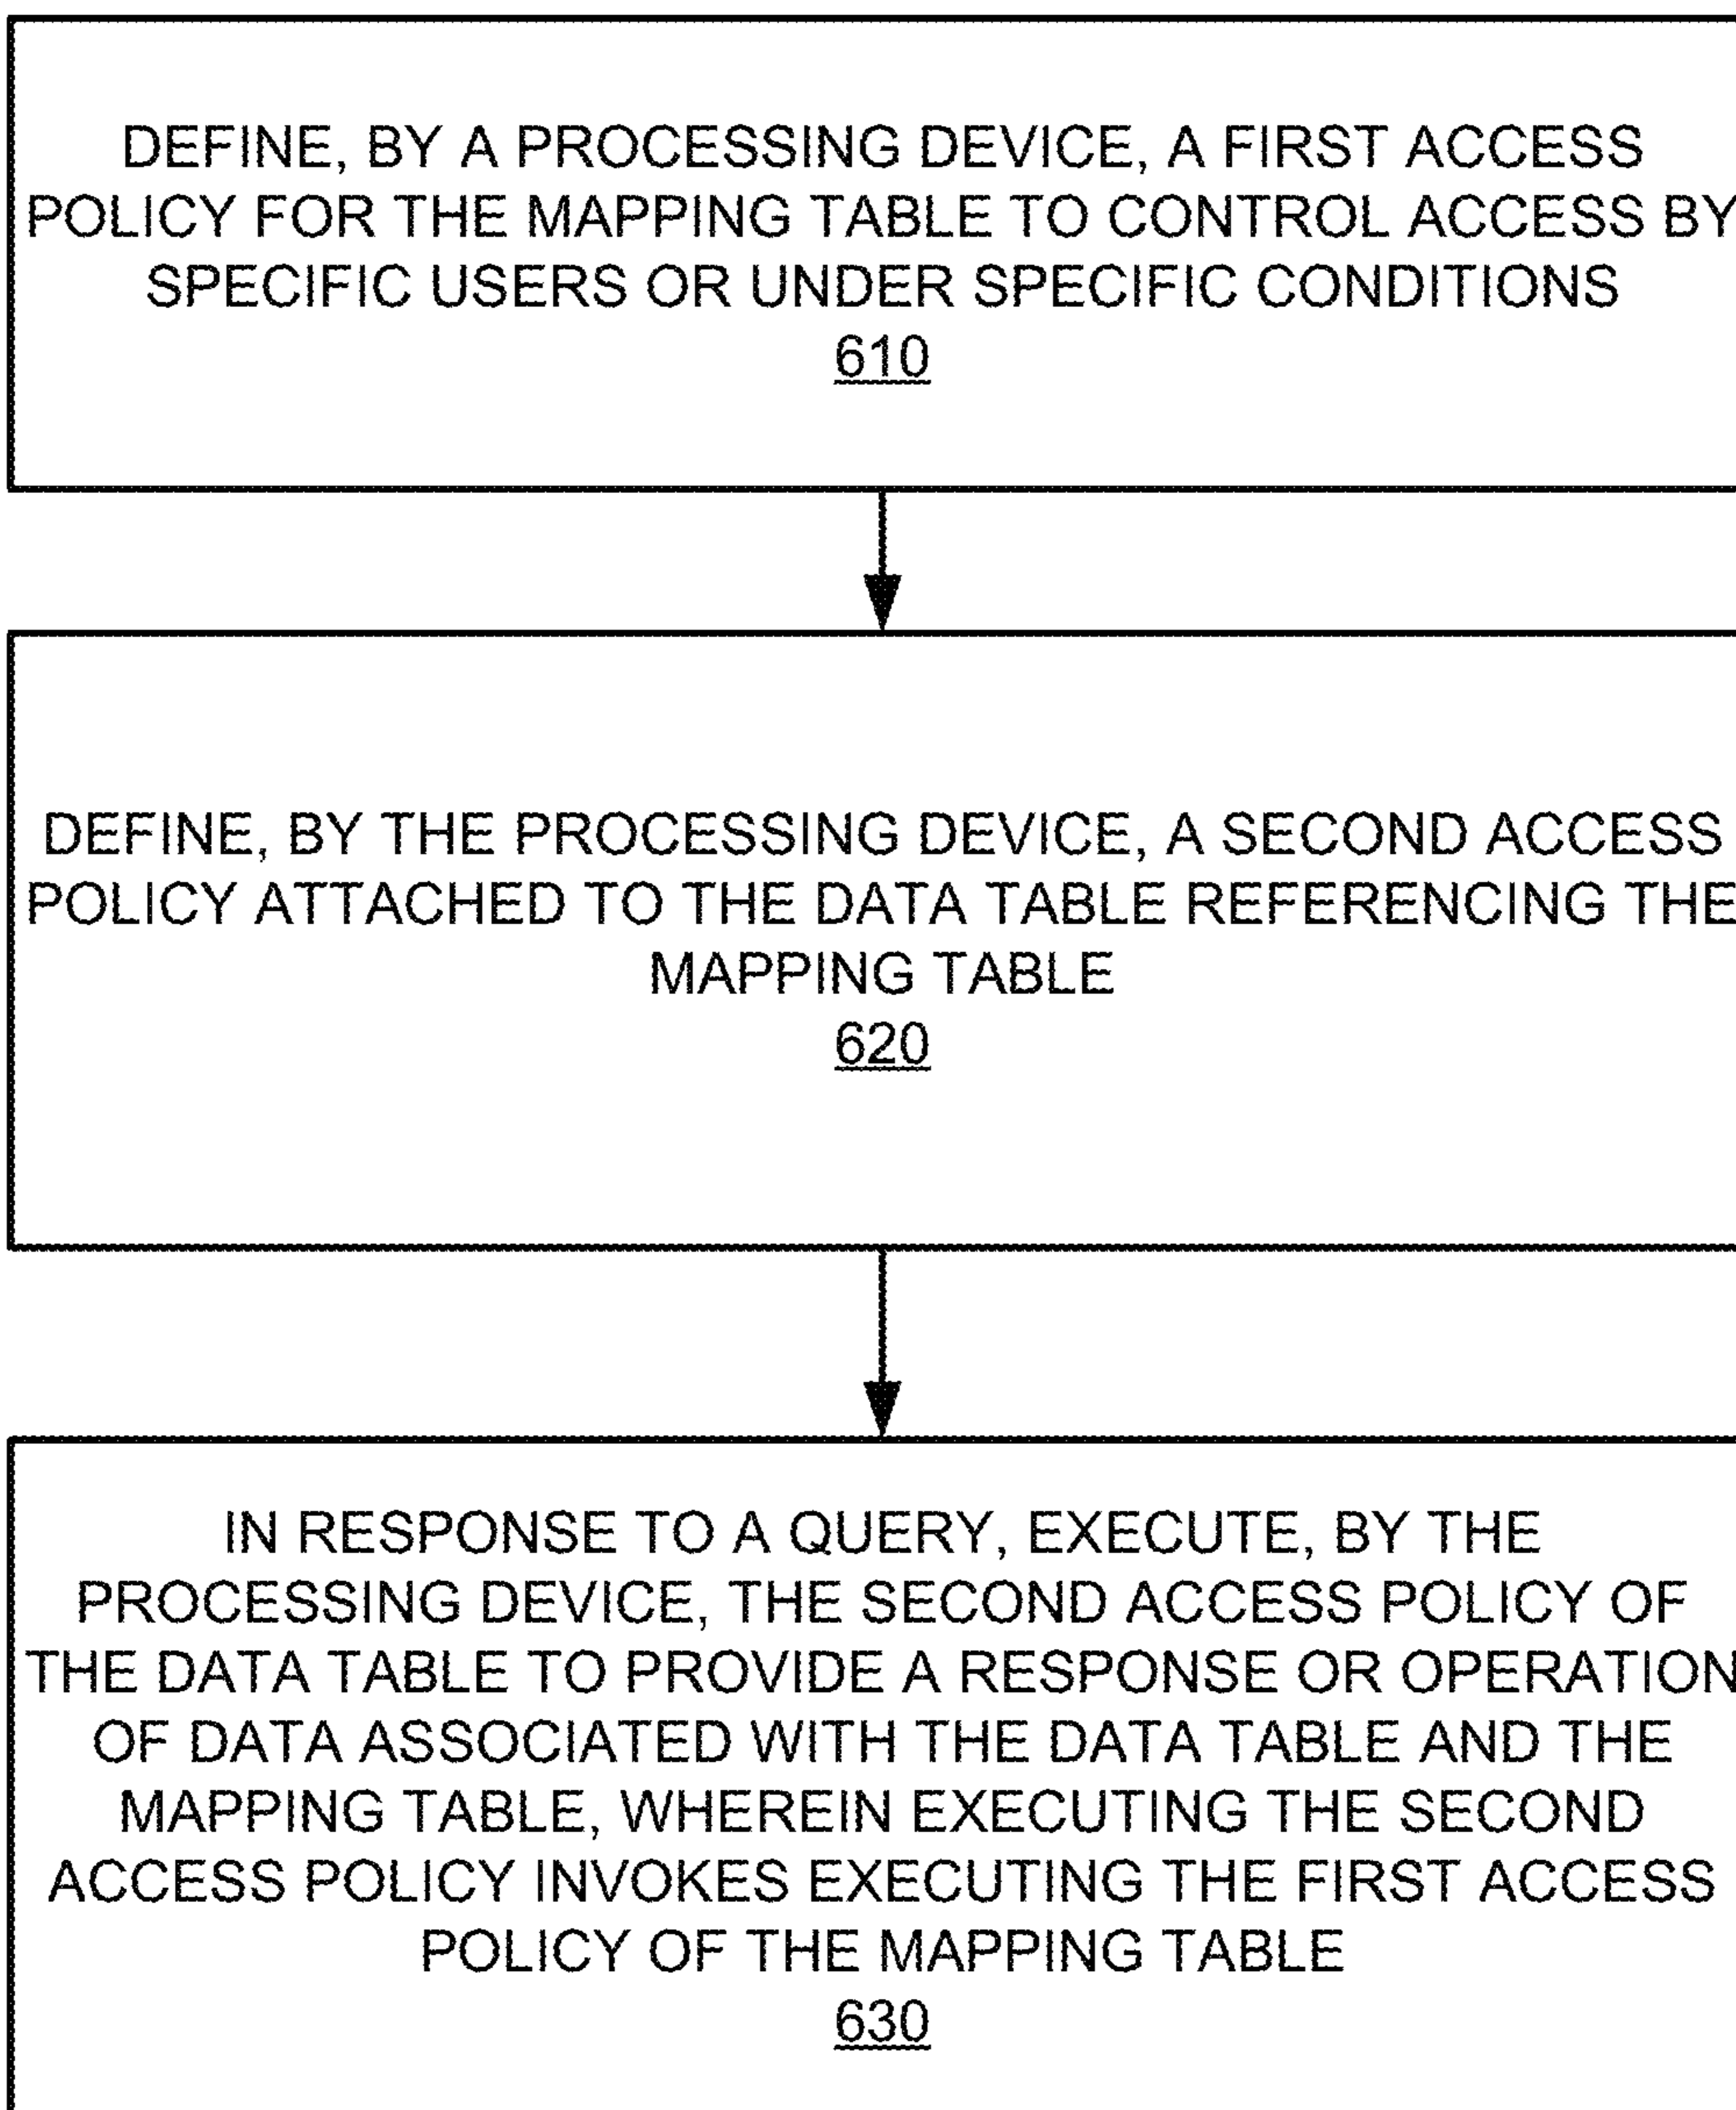 DEFINE, BY A PROCESSING DEVICE, A FIRST ACCESS
POLICY FOR THE MAPPING TABLE TO CONTROL ACCESS BY
SPECIFIC USERS OR UNDER SPECIFIC CONDITIONS
610
DEFINE, BY THE PROCESSING DEVICE, A SECOND ACCESS
POLICY ATTACHED TO THE DATA TABLE REFERENCING THE
MAPPING TABLE
620
IN RESPONSE TO A QUERY, EXECUTE, BY THE
PROCESSING DEVICE, THE SECOND ACCESS POLICY OF
THE DATA TABLE TO PROVIDE A RESPONSE OR OPERATION
OF DATA ASSOCIATED WITH THE DATA TABLE AND THE
MAPPING TABLE, WHEREIN EXECUTING THE SECOND
ACCESS POLICY INVOKES EXECUTING THE FIRST ACCESS
POLICY OF THE MAPPING TABLE
630